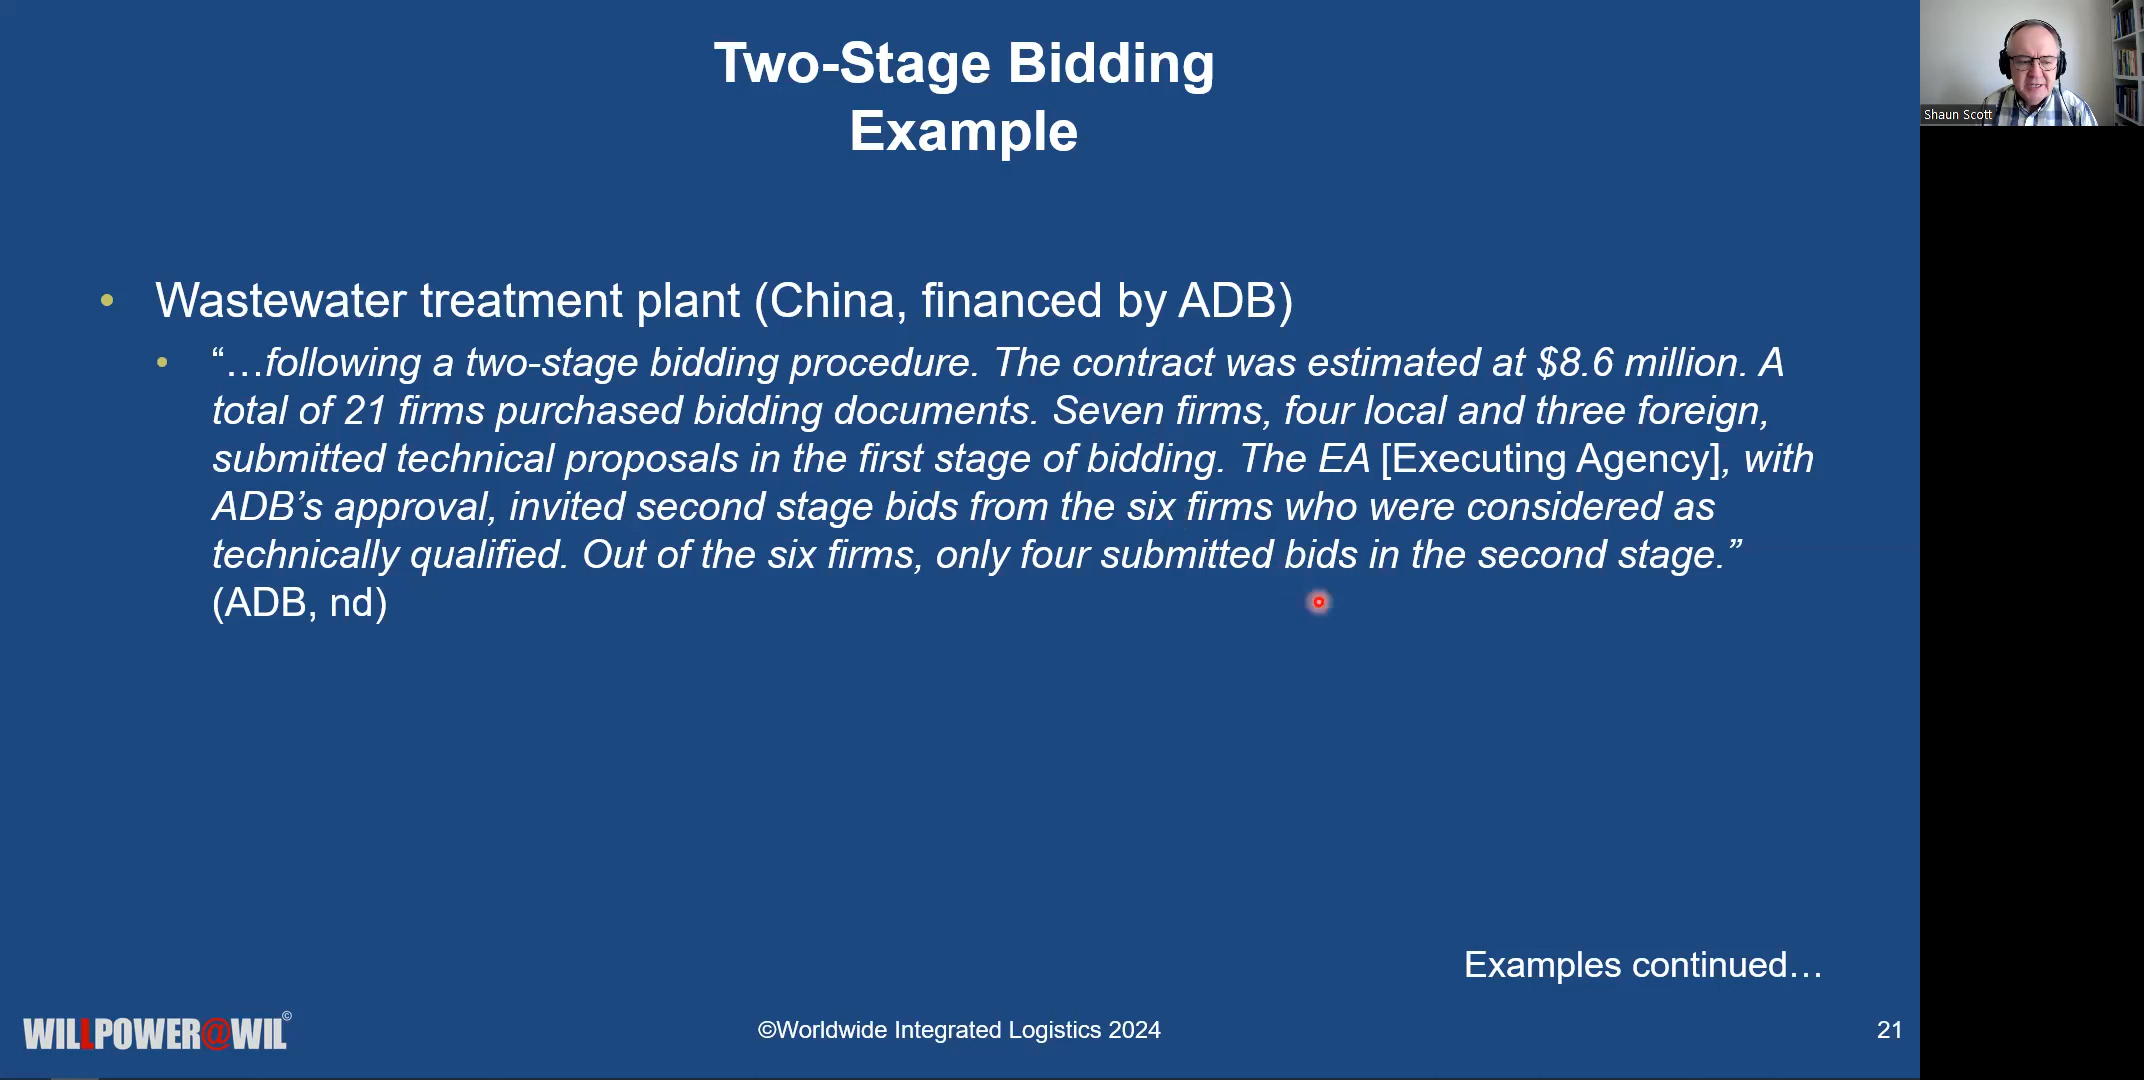 Two-Stage Bidding
Example
Shaun Scott
• Wastewater treatment plant (China, financed by ADB)
• “…following a two-stage bidding procedure. The contract was estimated at $8.6 million. A
total of 21 firms purchased bidding documents. Seven firms, four local and three foreign,
submitted technical proposals in the first stage of bidding. The EA [Executing Agency], with
ADB’s approval, invited second stage bids from the six firms who were considered as
technically qualified. Out of the six firms, only four submitted bids in the second stage.”
(ADB, nd)
Examples continued…
WILLPOWER@WIL©
©Worldwide Integrated Logistics 2024
21